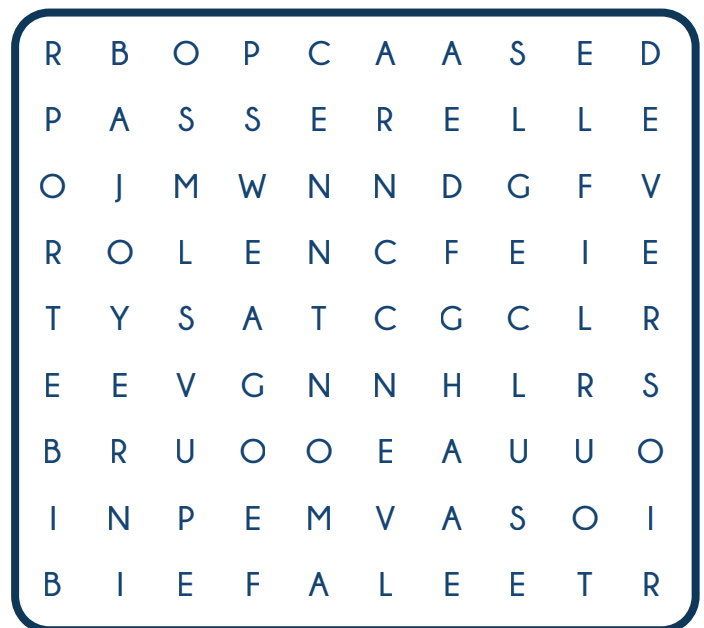 R B O P C A A S E D
P A S S E R E L L E
O J M W N N D G F V
R O L E N C F E I E
T Y S A T C G C L R
E E V G N N H L R S
B R U O O E A U U O
I N P E M V A S O I
B I E F A L E E T R